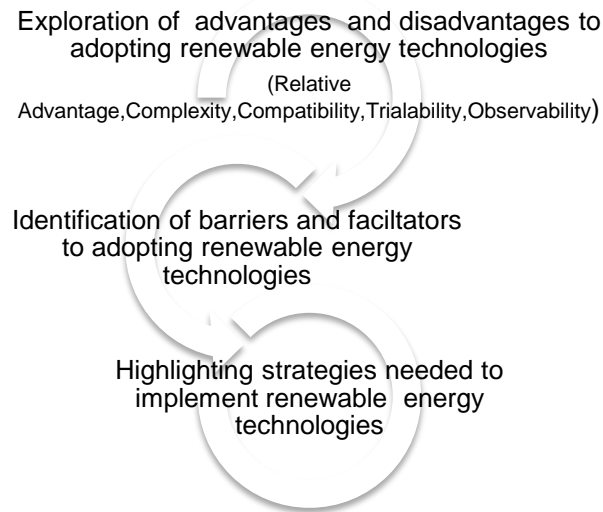 Exploration of advantages and disadvantages to
adopting renewable energy technologies
(Relative
Advantage,Complexity,Compatibility,Trialability,Observability)
Identification of barriers and faciltators
to adopting renewable energy
technologies
Highlighting strategies needed to
implement renewable energy
technologies